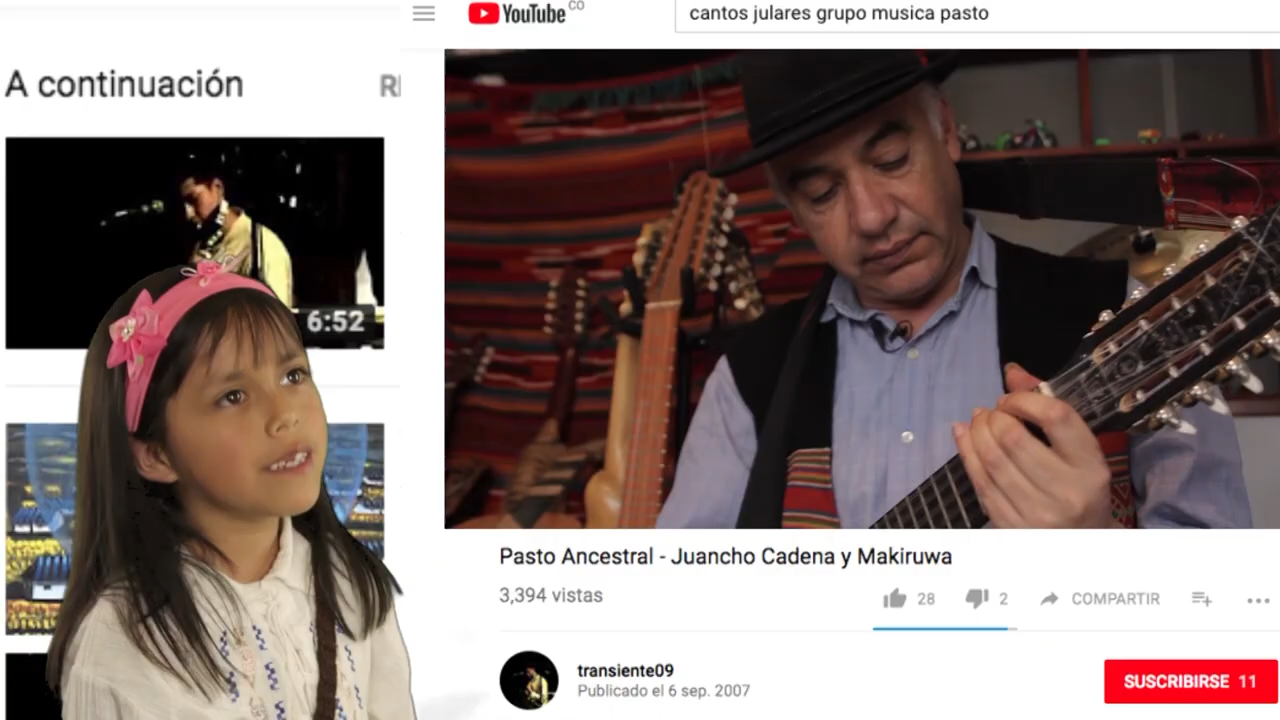 YouTube CO
cantos julares grupo musica pasto
A continuación
6:52
Pasto Ancestral - Juancho Cadena y Makiruwa
3,394 vistas
28
2
COMPARTIR
transiente09
Publicado el 6 sep. 2007
SUSCRIBIRSE 11